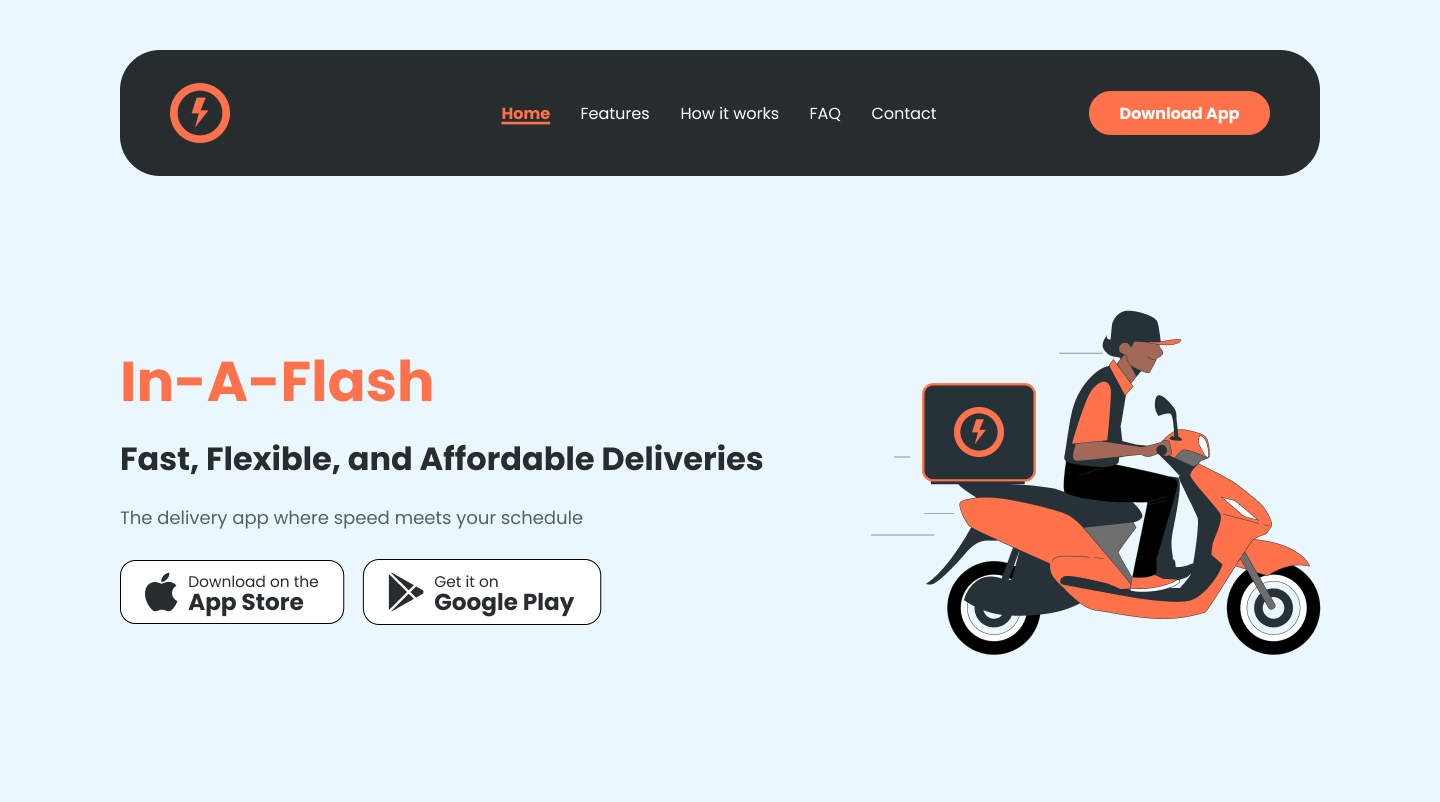 Home Features How it works FAQ Contact Download App
In-A-Flash
Fast, Flexible, and Affordable Deliveries
The delivery app where speed meets your schedule
Download on the
App Store
Get it on
Google Play